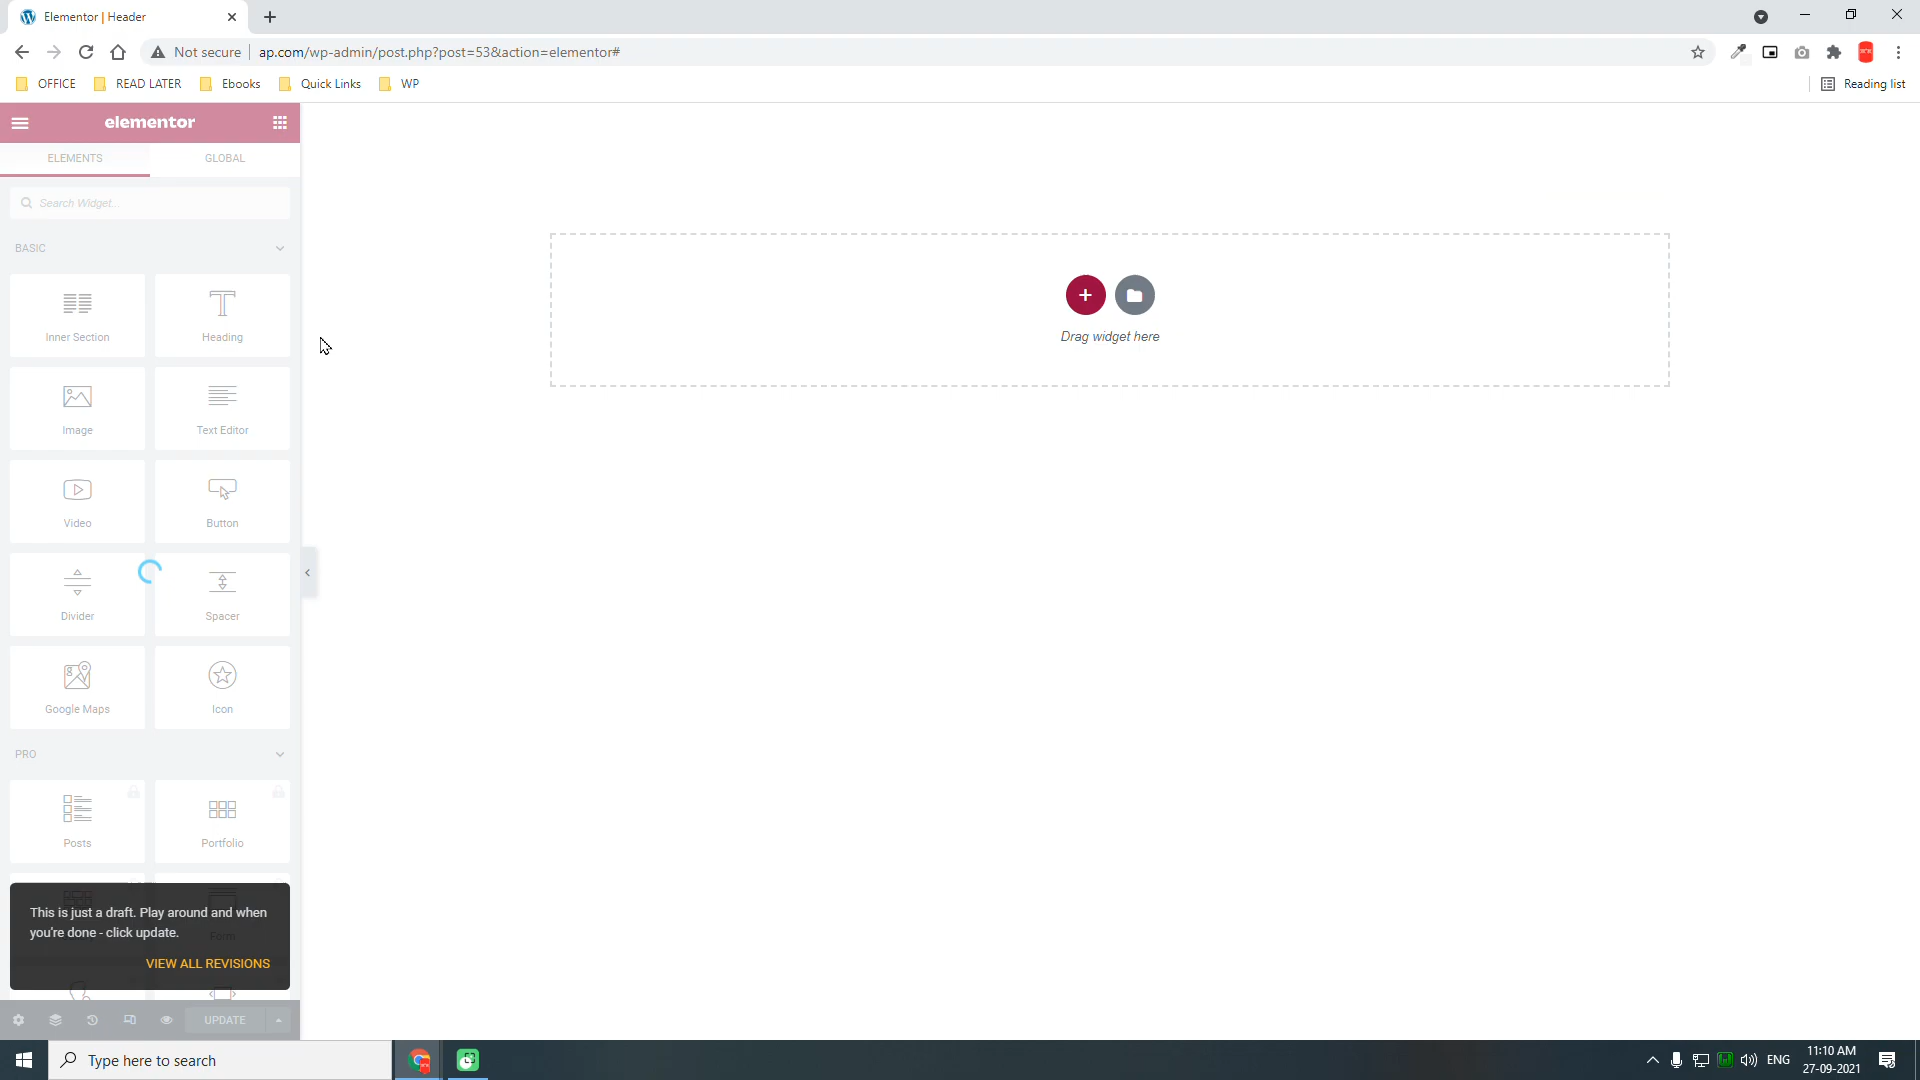 Elementor | Header
Not secure
ap.com/wp-admin/post.php?post=53&action=elementor#
OFFICE
READ LATER
Ebooks
Quick Links
WP
Reading list
elementor
ELEMENTS
GLOBAL
Search Widget...
BASIC
Inner Section
Heading
Image
Text Editor
Video
Button
Divider
Spacer
Google Maps
Icon
PRO
Posts
Portfolio
Form
This is just a draft. Play around and when
you're done - click update.
VIEW ALL REVISIONS
UPDATE
Drag widget here
Type here to search
ENG
11:10 AM
27-09-2021